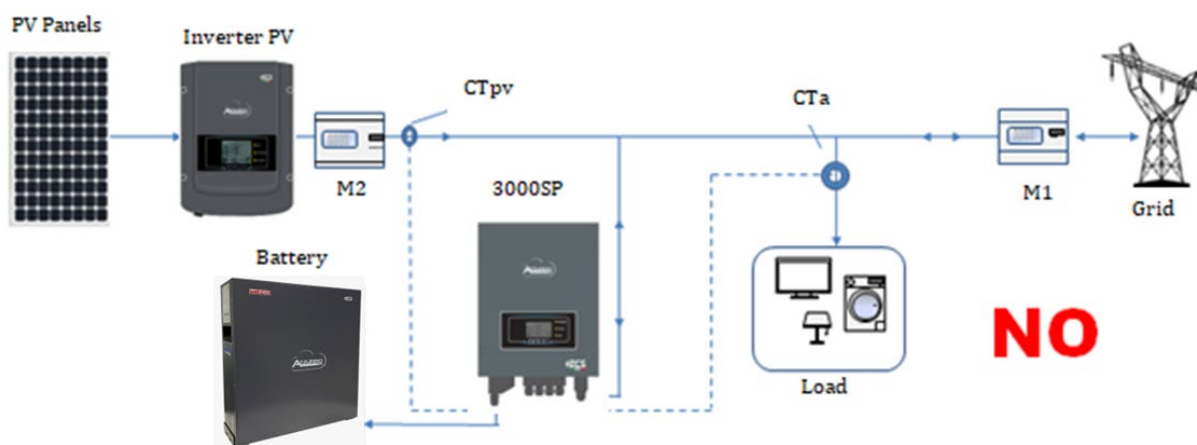 PV Panels
Inverter PV
CTpv
CTa
M2
3000SP
M1
Grid
Battery
Load
NO